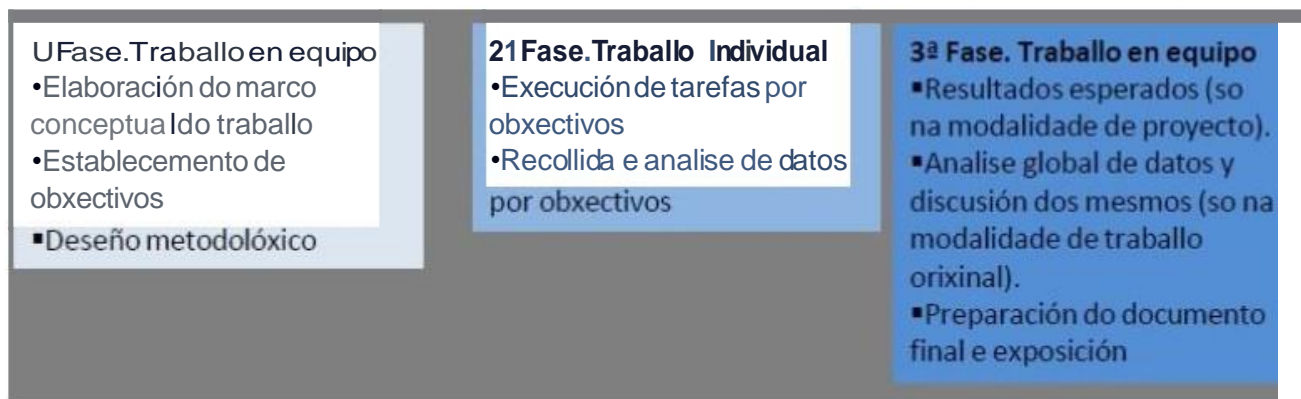 UFase.Traballo en equipo
•Elaboración do marco
conceptual do traballo
•Establecemento de
obxectivos
▪Deseño metodolóxico
21Fase.Traballo Individual
•Execución de tarefas por
obxectivos
•Recollida e analise de datos
por obxectivos
3ª Fase. Traballo en equipo
▪Resultados esperados (so
na modalidade de proyecto).
▪Analise global de datos y
discusión dos mesmos (so na
modalidade de traballo
orixinal).
▪Preparación do documento
final e exposición